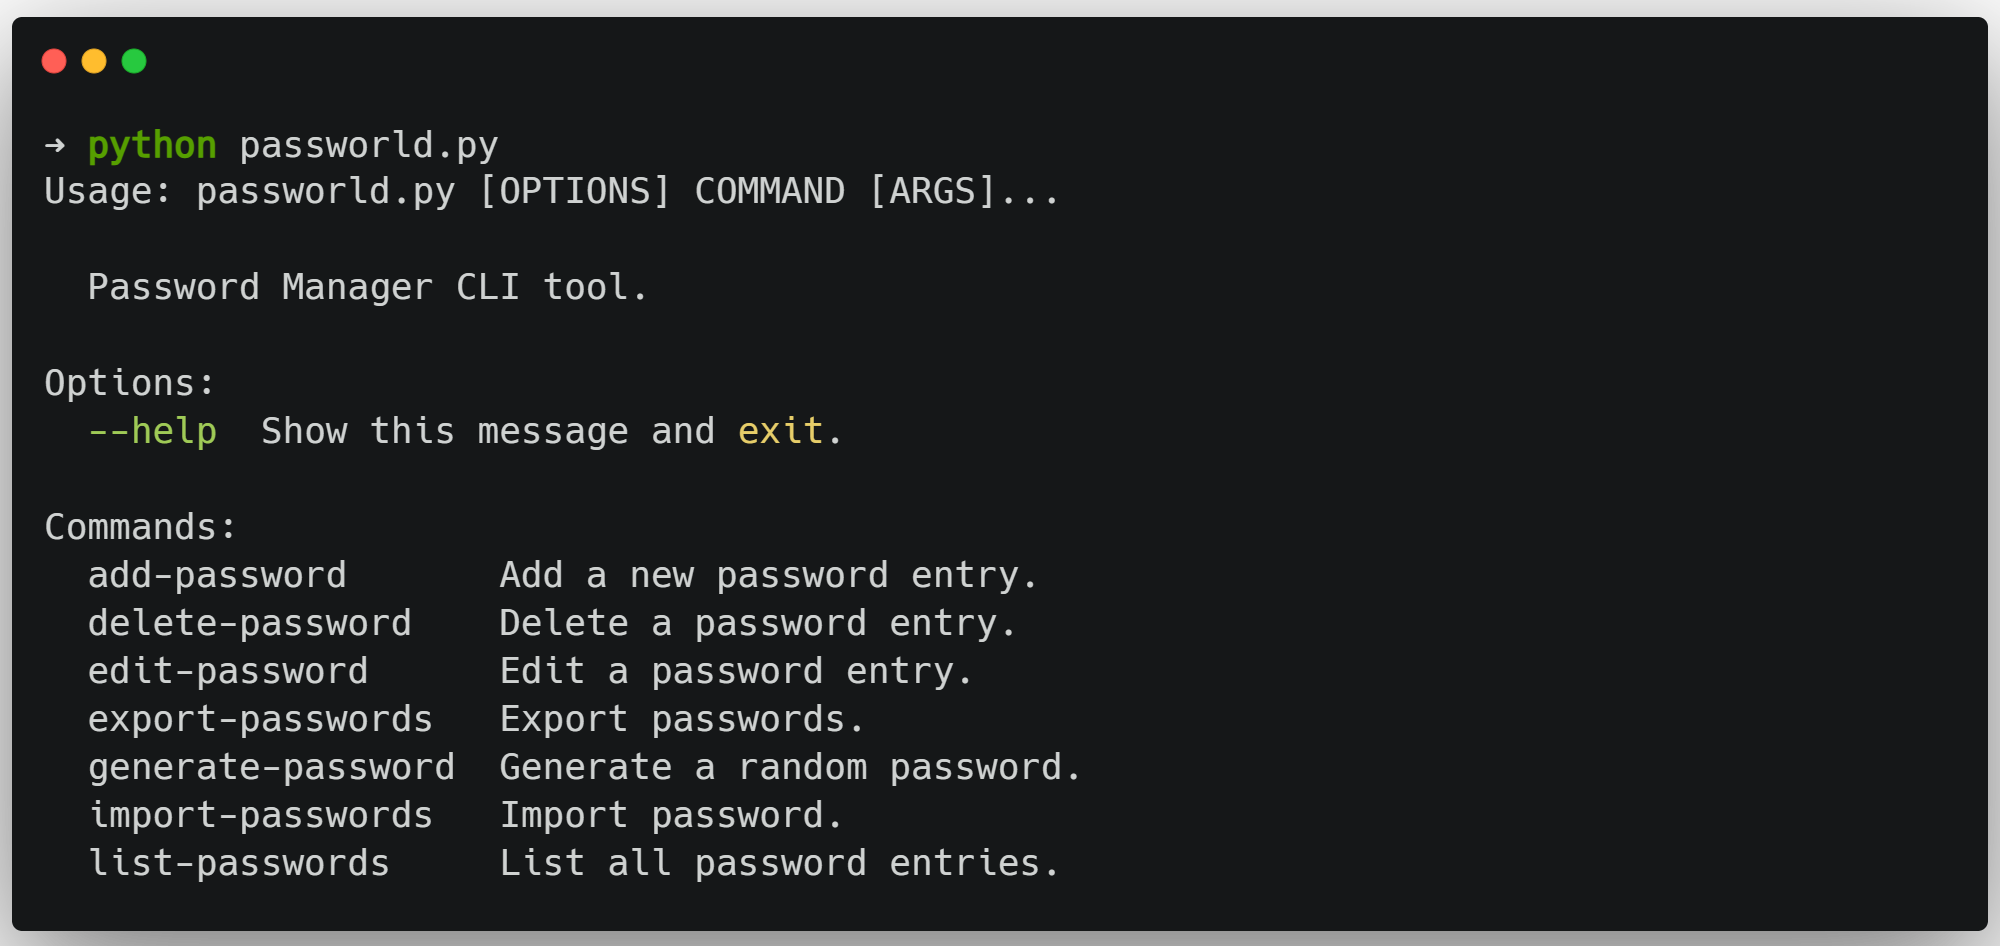 ➜ python passworld.py
Usage: passworld.py [OPTIONS] COMMAND [ARGS]...
Password Manager CLI tool.
Options:
--help  Show this message and exit.
Commands:
add-password       Add a new password entry.
delete-password    Delete a password entry.
edit-password      Edit a password entry.
export-passwords   Export passwords.
generate-password  Generate a random password.
import-passwords   Import password.
list-passwords     List all password entries.